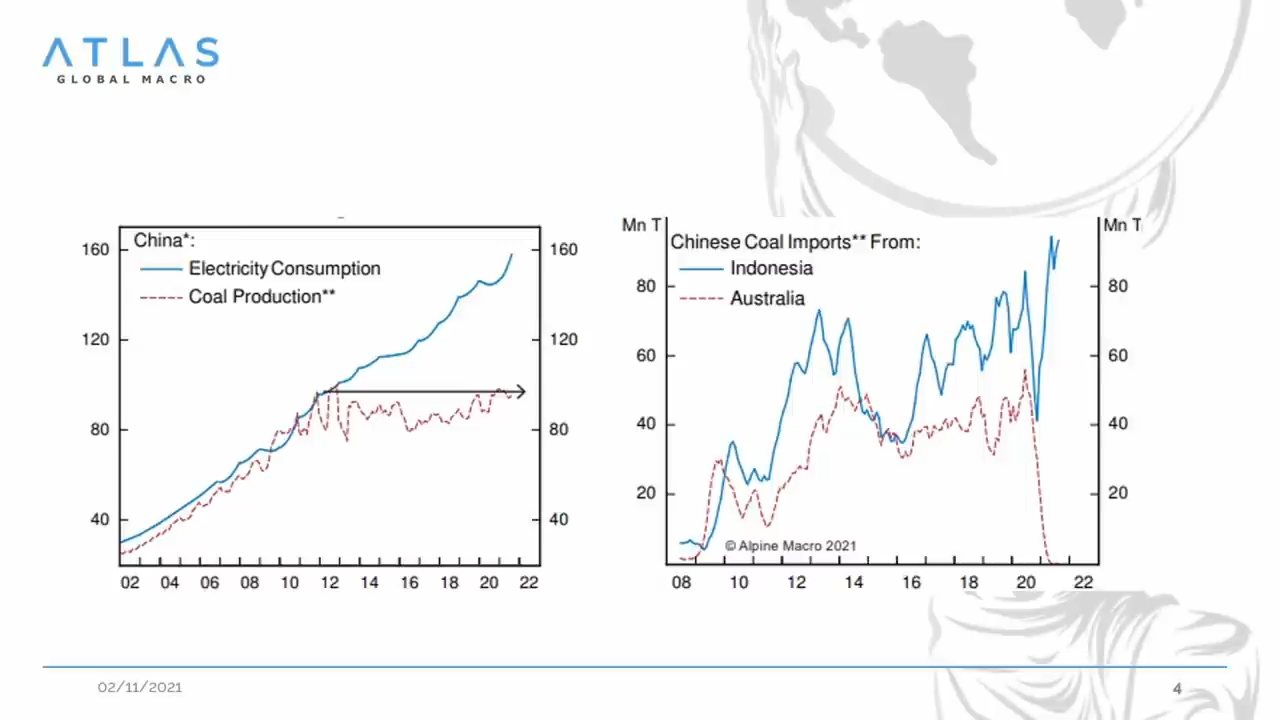 ATLAS
GLOBAL MACRO
China*:
Electricity Consumption
Coal Production**
160
120
80
40
160
120
80
40
02 04 06 08 10 12 14 16 18 20 22
Mn T
Mn T
Chinese Coal Imports** From:
Indonesia
Australia
80
60
40
20
80
60
40
20
© Alpine Macro 2021
08 10 12 14 16 18 20 22
02/11/2021
4